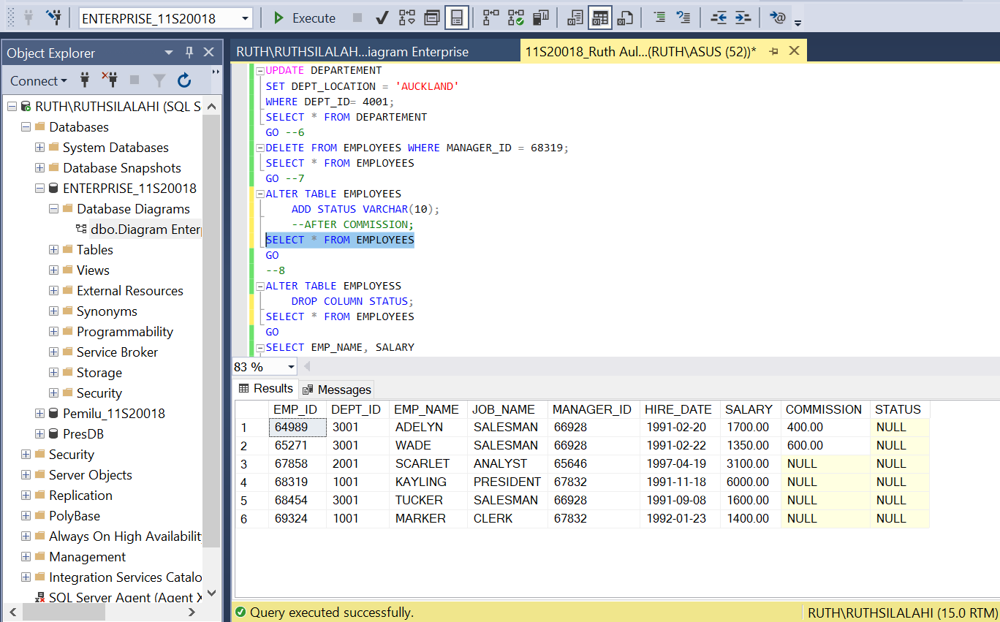 ENTERPRISE_11S20018
Execute
Object Explorer
Connect
RUTH\RUTHSILALAHI (SQL S
Databases
System Databases
Database Snapshots
ENTERPRISE_11S20018
Database Diagrams
dbo.Diagram Enter
Tables
Views
External Resources
Synonyms
Programmability
Service Broker
Storage
Security
Pemilu_11S20018
PresDB
Security
Server Objects
Replication
PolyBase
Always On High Availabilit
Management
Integration Services Catalo
SQL Server Agent (Agent X
RUTH\RUTHSILALAH...iagram Enterprise
11S20018_Ruth Aul...(RUTH\ASUS (52))*
UPDATE DEPARTEMENT
SET DEPT_LOCATION = 'AUCKLAND'
WHERE DEPT_ID= 4001;
SELECT * FROM DEPARTEMENT
GO --6
DELETE FROM EMPLOYEES WHERE MANAGER_ID = 68319;
SELECT * FROM EMPLOYEES
GO --7
ALTER TABLE EMPLOYEES
ADD STATUS VARCHAR(10);
--AFTER COMMISSION;
SELECT * FROM EMPLOYEES
GO
--8
ALTER TABLE EMPLOYESS
DROP COLUMN STATUS;
SELECT * FROM EMPLOYEES
GO
SELECT EMP_NAME, SALARY
83 %
Results Messages
EMP_ID DEPT_ID EMP_NAME JOB_NAME MANAGER_ID HIRE_DATE SALARY COMMISSION STATUS
1 64989 3001 ADELYN SALESMAN 66928 1991-02-20 1700.00 400.00 NULL
2 65271 3001 WADE SALESMAN 66928 1991-02-22 1350.00 600.00 NULL
3 67858 2001 SCARLET ANALYST 65646 1997-04-19 3100.00 NULL NULL
4 68319 1001 KAYLING PRESIDENT 67832 1991-11-18 6000.00 NULL NULL
5 68454 3001 TUCKER SALESMAN 66928 1991-09-08 1600.00 NULL NULL
6 69324 1001 MARKER CLERK 67832 1992-01-23 1400.00 NULL NULL
Query executed successfully.
RUTH\RUTHSILALAHI (15.0 RTM)